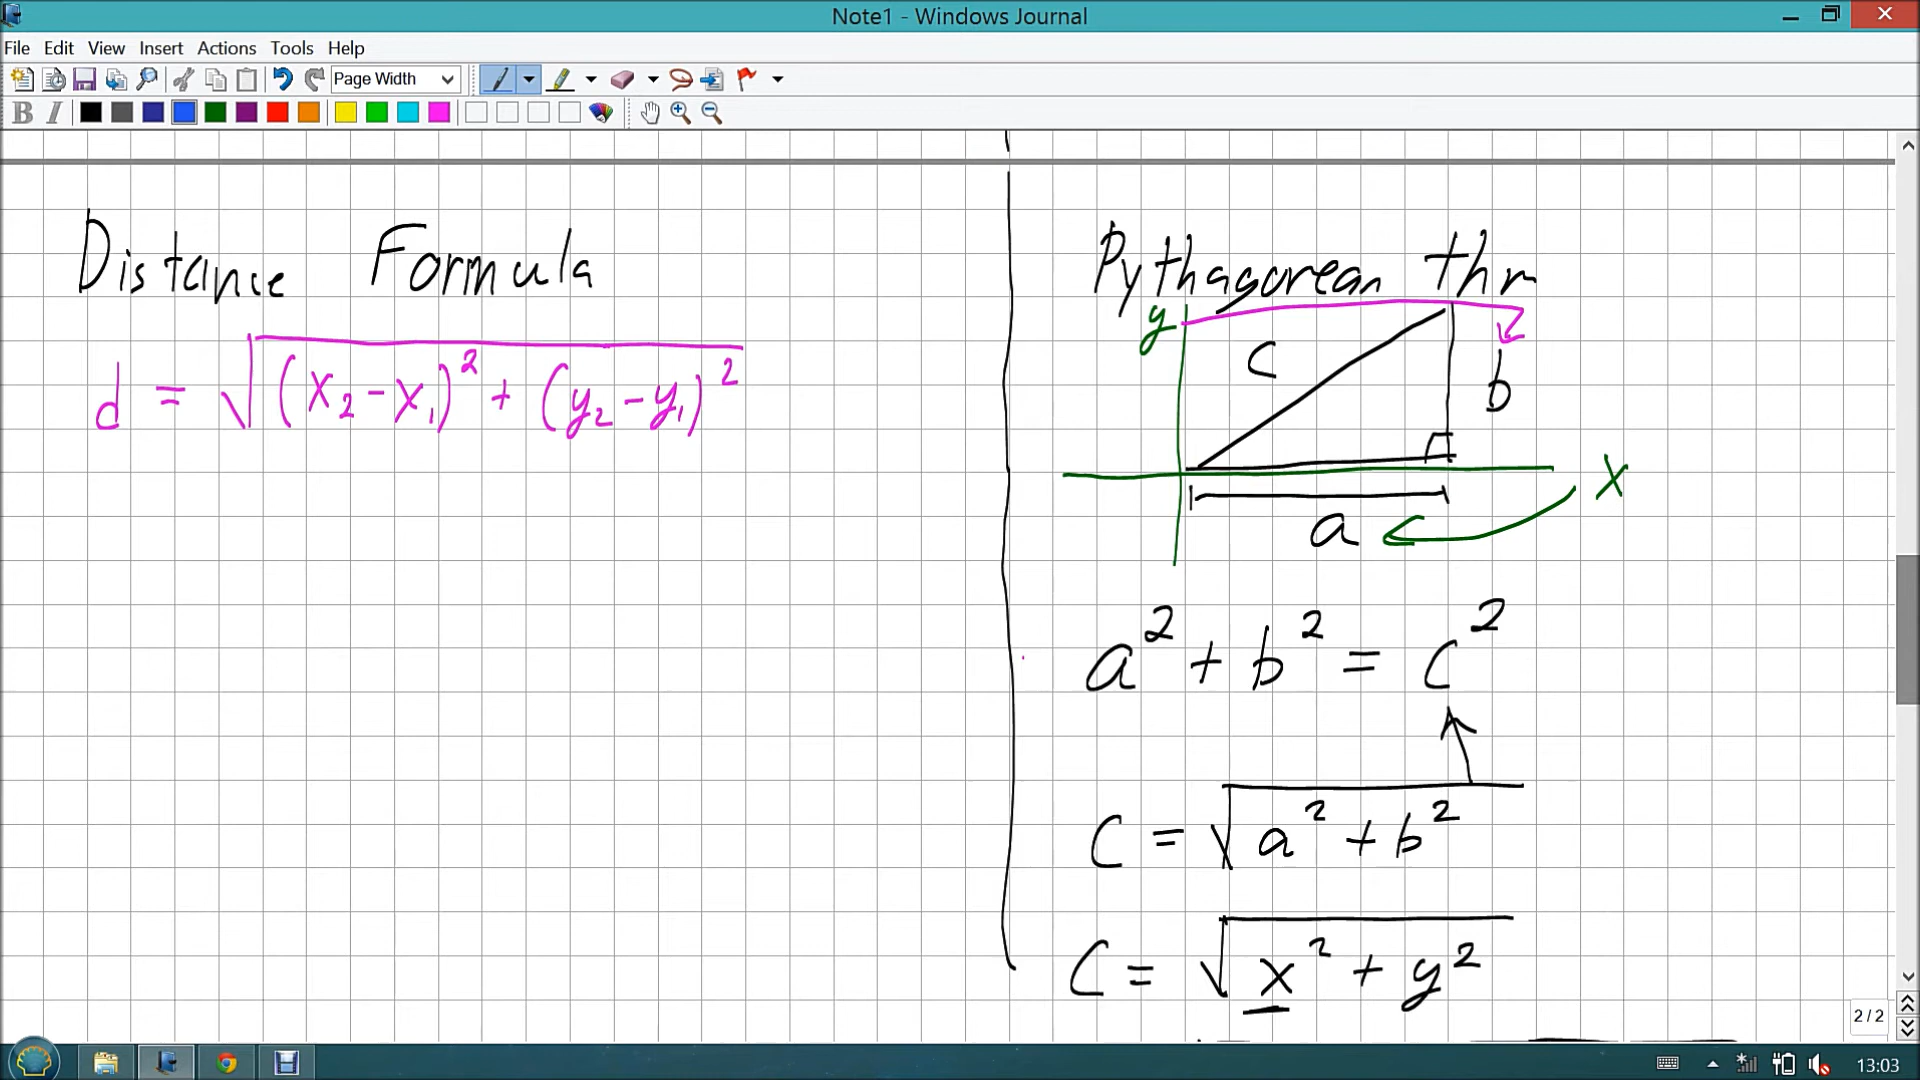 Note1 - Windows Journal
File Edit View Insert Actions Tools Help
Page Width
B I
Distance Formula
d = √(x₂-x₁)² + (y₂-y₁)²
Pythagorean thr
y
c
b
x
a
a² + b² = c²
C = √a² + b²
C = √x² + y²
2 / 2
13:03